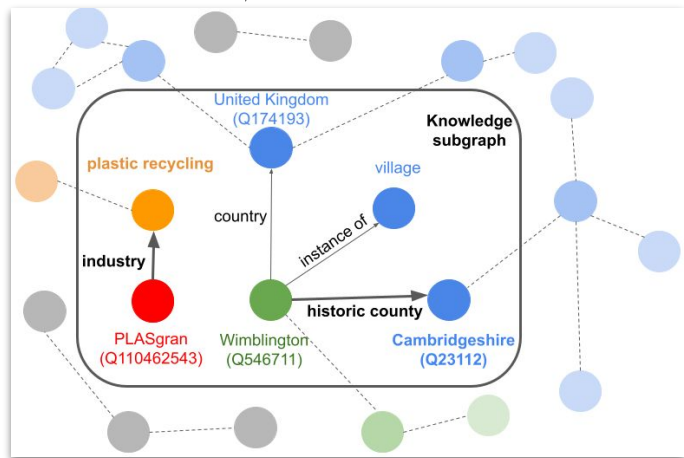 United Kingdom
(Q174193)
Knowledge
subgraph
plastic recycling
village
country
instance of
industry
historic county
PLASgran
(Q110462543)
Wimblington
(Q546711)
Cambridgeshire
(Q23112)